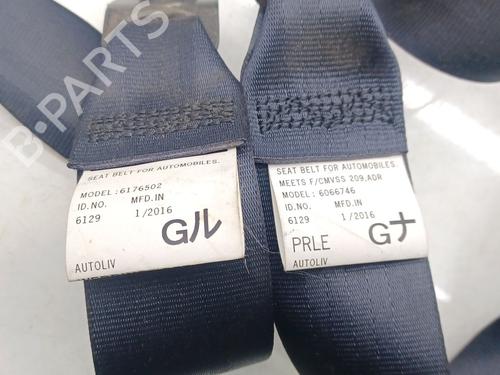 B-PARTS
SEAT BELT FOR AUTOMOBILES.
MODEL:6176502
ID.NO. MFD.IN
6129 1/2016
Gル
AUTOLIV
SEAT BELT FOR AUTOMOBILES.
MEETS F/CMVSS 209,ADR
MODEL: 6066746
ID.NO. MFD.IN
6129 1/2016
PRLE Gナ
AUTOLIV